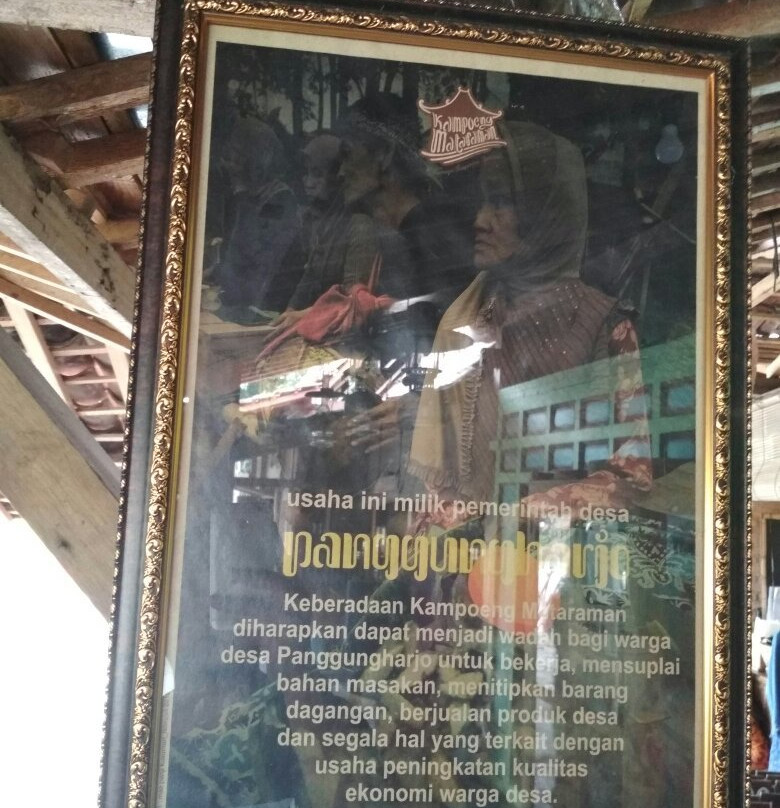 Kampoeng
Mataraman
usaha ini milik pemerintah desa
panggungharjo
Keberadaan Kampoeng Mataraman
diharapkan dapat menjadi wadah bagi warga
desa Panggungharjo untuk bekerja, mensuplai
bahan masakan, menitipkan barang
dagangan, berjualan produk desa
dan segala hal yang terkait dengan
usaha peningkatan kualitas
ekonomi warga desa.